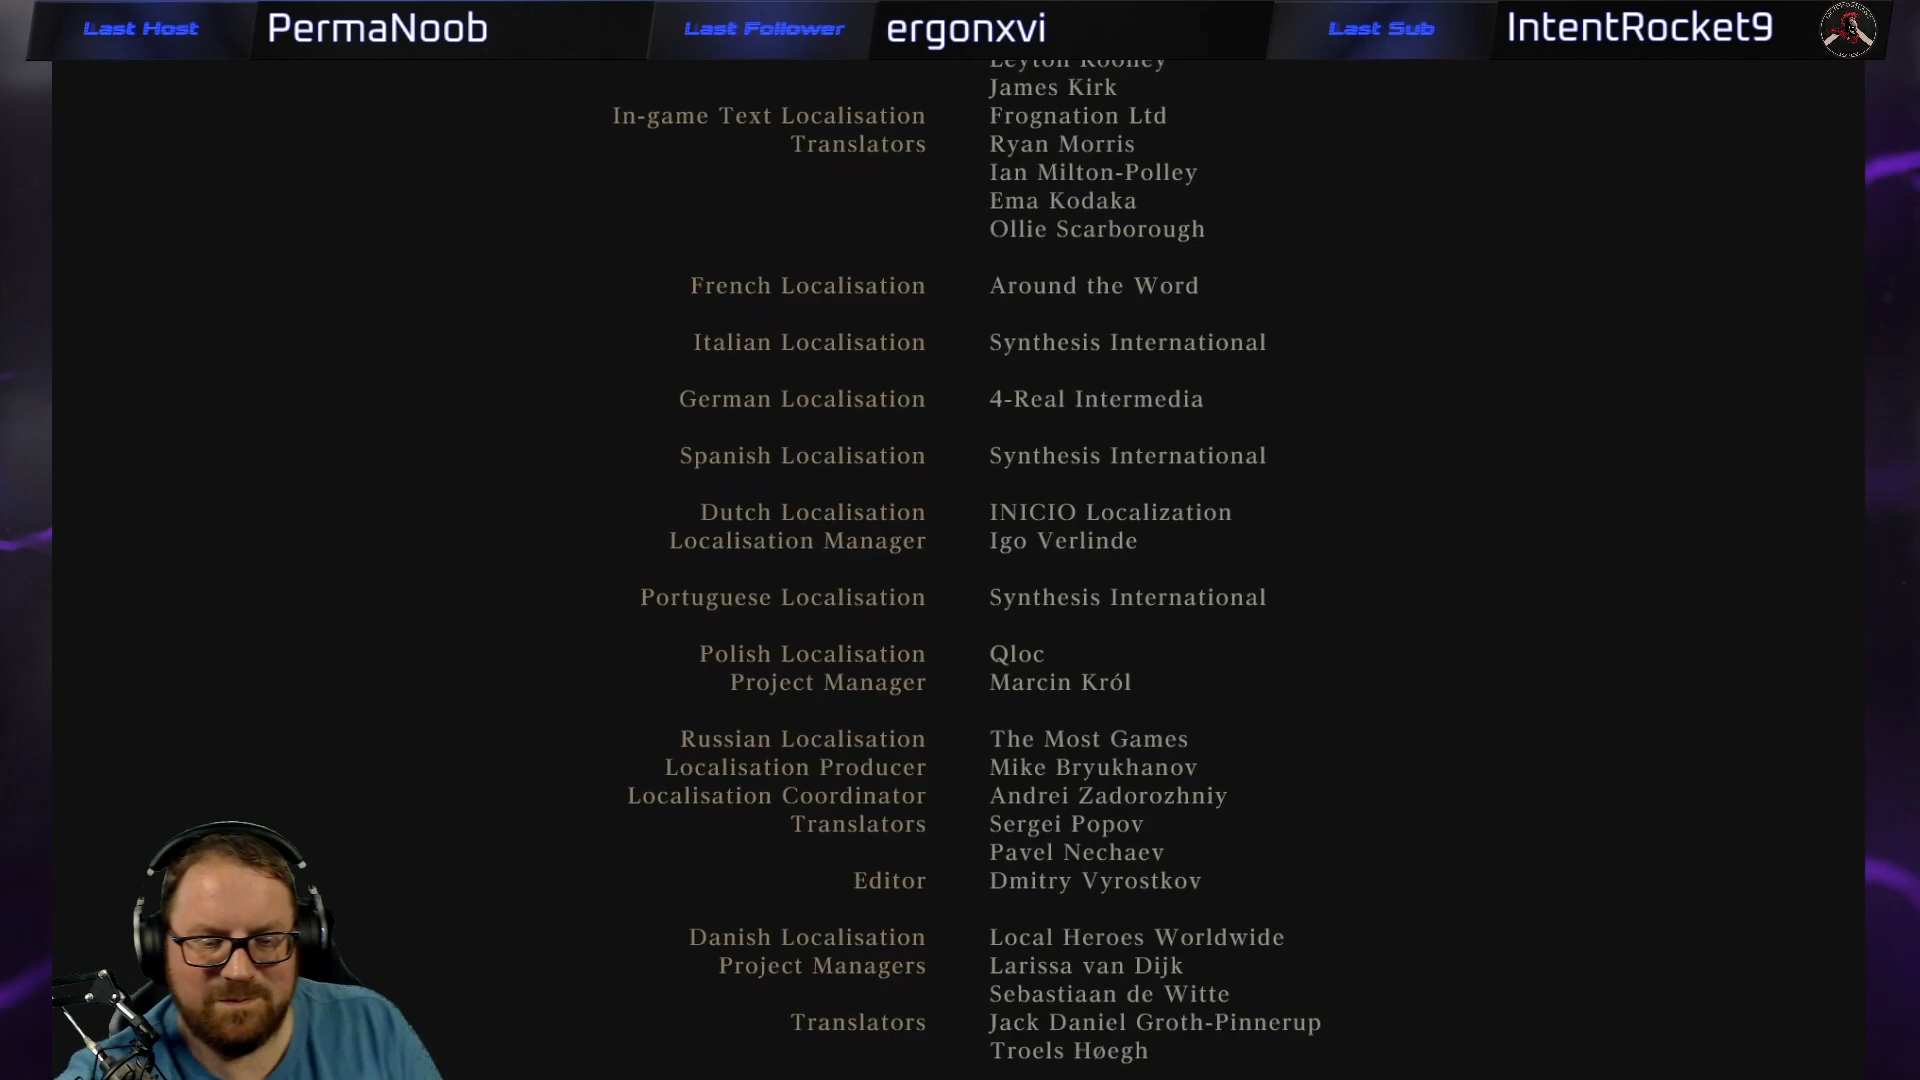 Last Host PermaNoob Last Follower ergonxvi Last Sub IntentRocket9
James Kirk
In-game Text Localisation Frognation Ltd
Translators Ryan Morris
Ian Milton-Polley
Ema Kodaka
Ollie Scarborough
French Localisation Around the Word
Italian Localisation Synthesis International
German Localisation 4-Real Intermedia
Spanish Localisation Synthesis International
Dutch Localisation INICIO Localization
Localisation Manager Igo Verlinde
Portuguese Localisation Synthesis International
Polish Localisation Qloc
Project Manager Marcin Król
Russian Localisation The Most Games
Localisation Producer Mike Bryukhanov
Localisation Coordinator Andrei Zadorozhniy
Translators Sergei Popov
Pavel Nechaev
Editor Dmitry Vyrostkov
Danish Localisation Local Heroes Worldwide
Project Managers Larissa van Dijk
Sebastiaan de Witte
Translators Jack Daniel Groth-Pinnerup
Troels Høegh